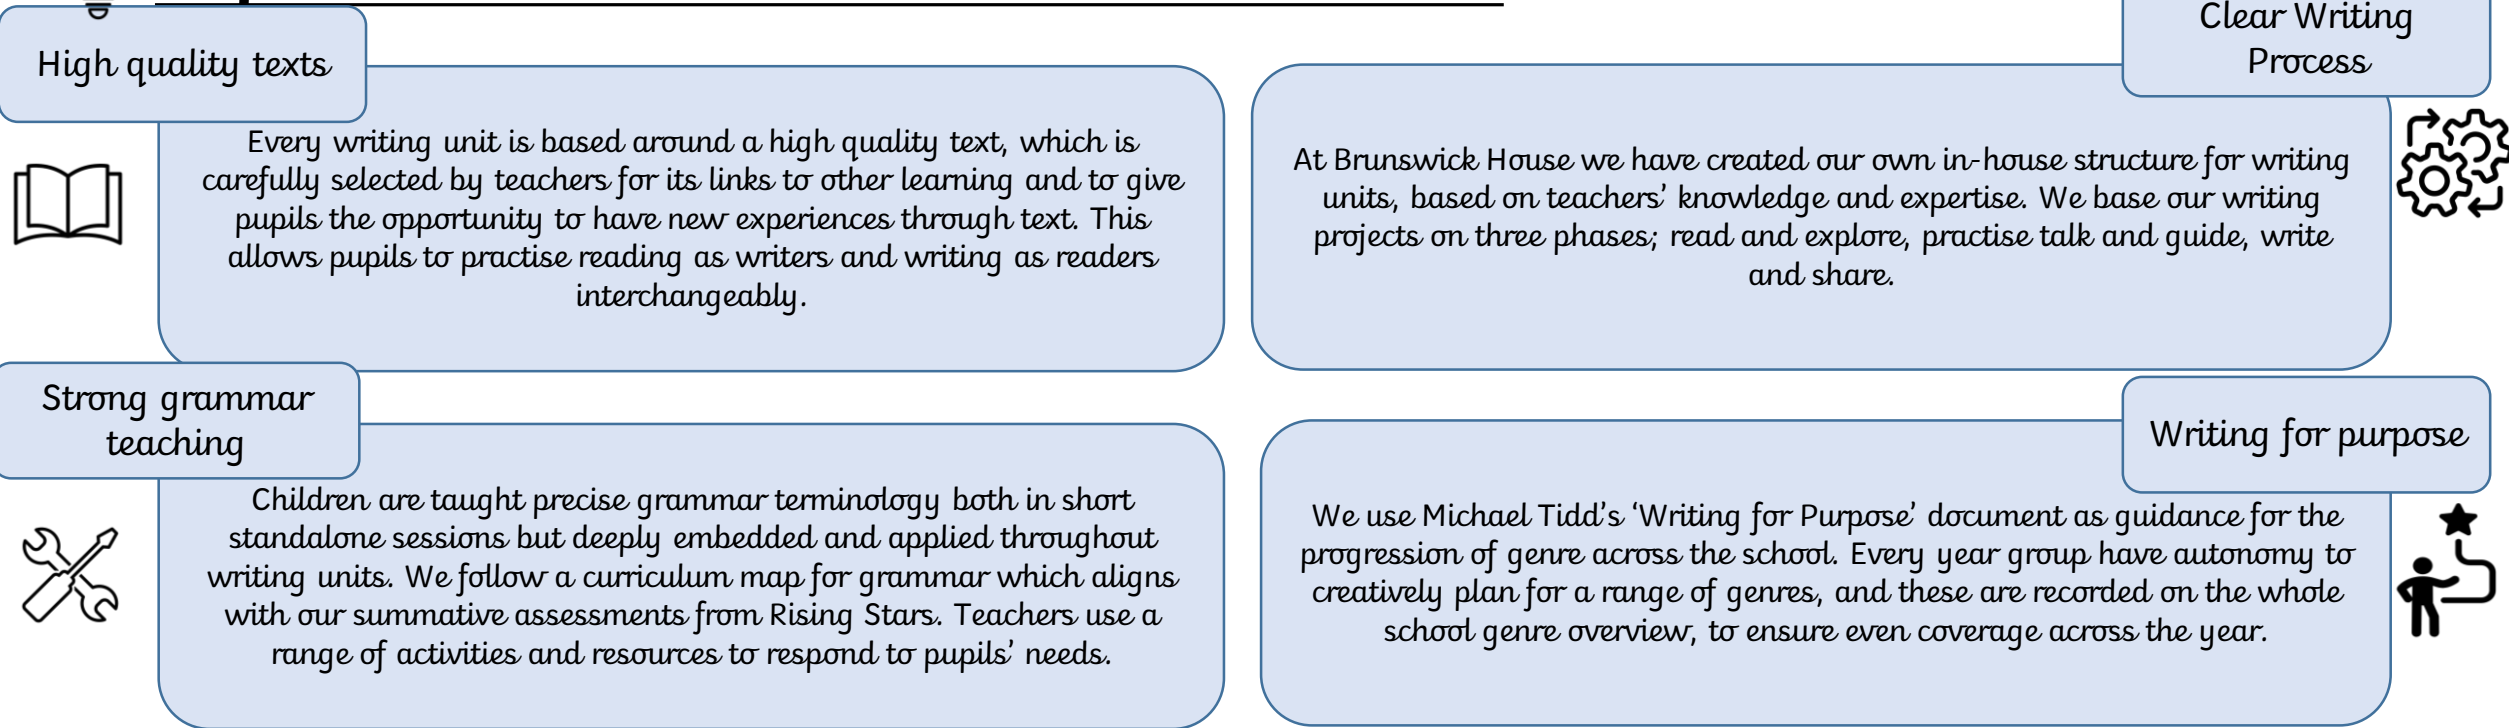 High quality texts
Every writing unit is based around a high quality text, which is
carefully selected by teachers for its links to other learning and to give
pupils the opportunity to have new experiences through text. This
allows pupils to practise reading as writers and writing as readers
interchangeably.
Clear Writing
Process
At Brunswick House we have created our own in-house structure for writing
units, based on teachers’ knowledge and expertise. We base our writing
projects on three phases; read and explore, practise talk and guide, write
and share.
Strong grammar
teaching
Children are taught precise grammar terminology both in short
standalone sessions but deeply embedded and applied throughout
writing units. We follow a curriculum map for grammar which aligns
with our summative assessments from Rising Stars. Teachers use a
range of activities and resources to respond to pupils’ needs.
Writing for purpose
We use Michael Tidd’s ‘Writing for Purpose’ document as guidance for the
progression of genre across the school. Every year group have autonomy to
creatively plan for a range of genres, and these are recorded on the whole
school genre overview, to ensure even coverage across the year.